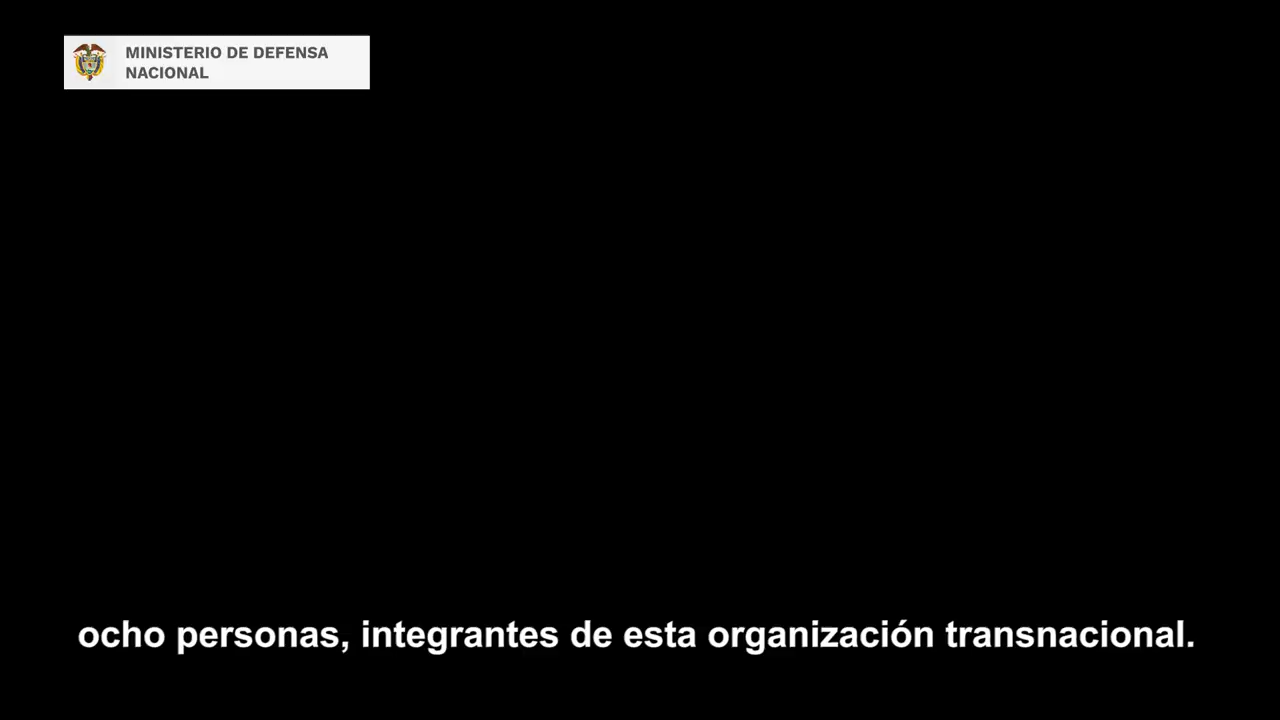 MINISTERIO DE DEFENSA
NACIONAL
ocho personas, integrantes de esta organización transnacional.